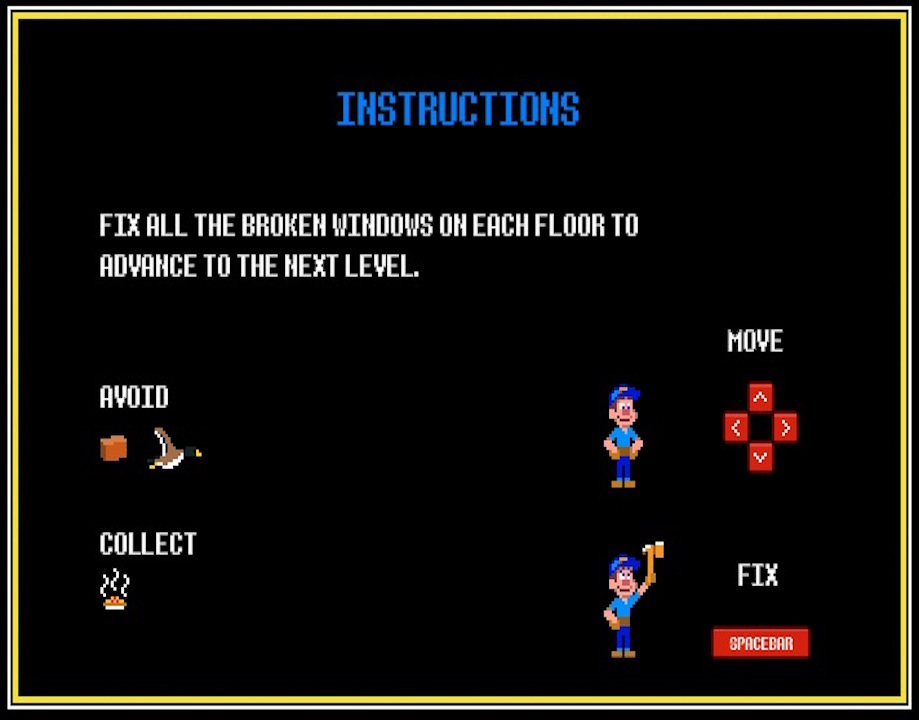 INSTRUCTIONS
FIX ALL THE BROKEN WINDOWS ON EACH FLOOR TO
ADVANCE TO THE NEXT LEVEL.
MOVE
AVOID
COLLECT
FIX
SPACEBAR